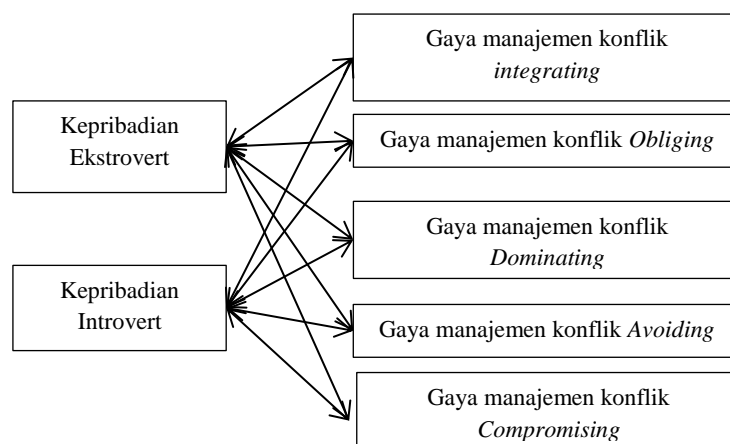 Gaya manajemen konflik
integrating
Kepribadian
Ekstrovert
Gaya manajemen konflik Obliging
Gaya manajemen konflik
Dominating
Kepribadian
Introvert
Gaya manajemen konflik Avoiding
Gaya manajemen konflik
Compromising